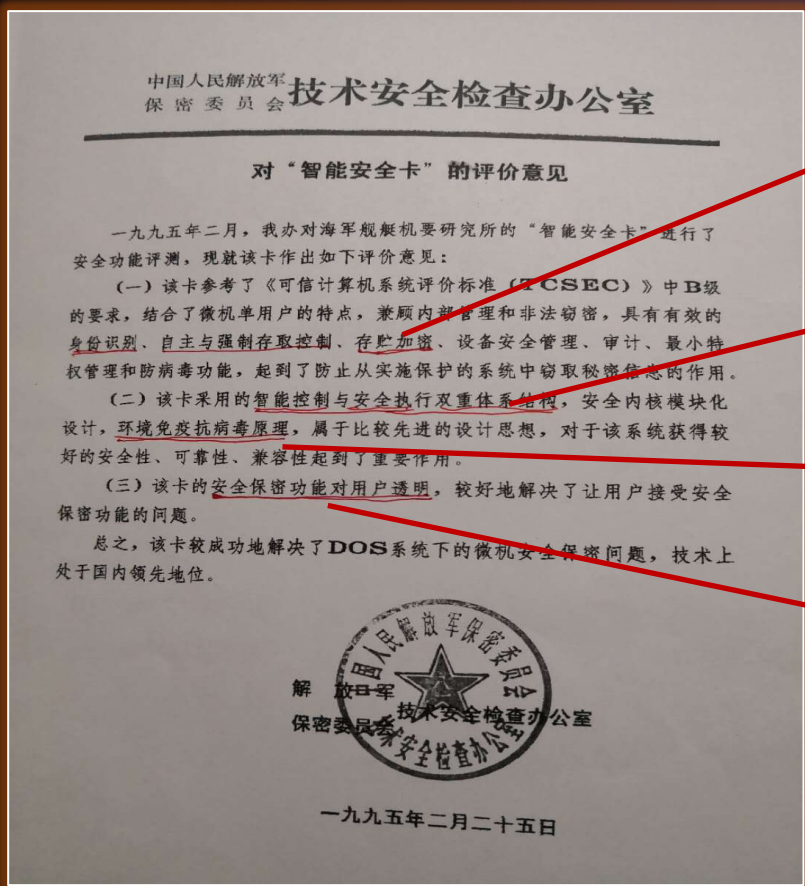 中国人民解放军
保密委员会 技术安全检查办公室
对“智能安全卡”的评价意见
一九九五年二月，我办对海军舰艇机要研究所的“智能安全卡”进行了
安全功能评测，现就该卡作出如下评价意见：
（一）该卡参考了《可信计算机系统评价标准（TCSEC）》中B级
的要求，结合了微机单用户的特点，兼顾内部管理和非法窃密，具有有效的
身份识别、自主与强制存取控制、存贮加密、设备安全管理、审计、最小特
权管理和防病毒功能，起到了防止从实施保护的系统中窃取秘密信息的作用。
（二）该卡采用的智能控制与安全执行双重体系结构，安全内核模块化
设计，环境免疫抗病毒原理，属于比较先进的设计思想，对于该系统获得较
好的安全性、可靠性、兼容性起到了重要作用。
（三）该卡的安全保密功能对用户透明，较好地解决了让用户接受安全
保密功能的问题。
总之，该卡较成功地解决了DOS系统下的微机安全保密问题，技术上
处于国内领先地位。
中国人民解放军保密委员会
技术安全检查办公室
解放军
保密委员会 技术安全检查办公室
一九九五年二月二十五日